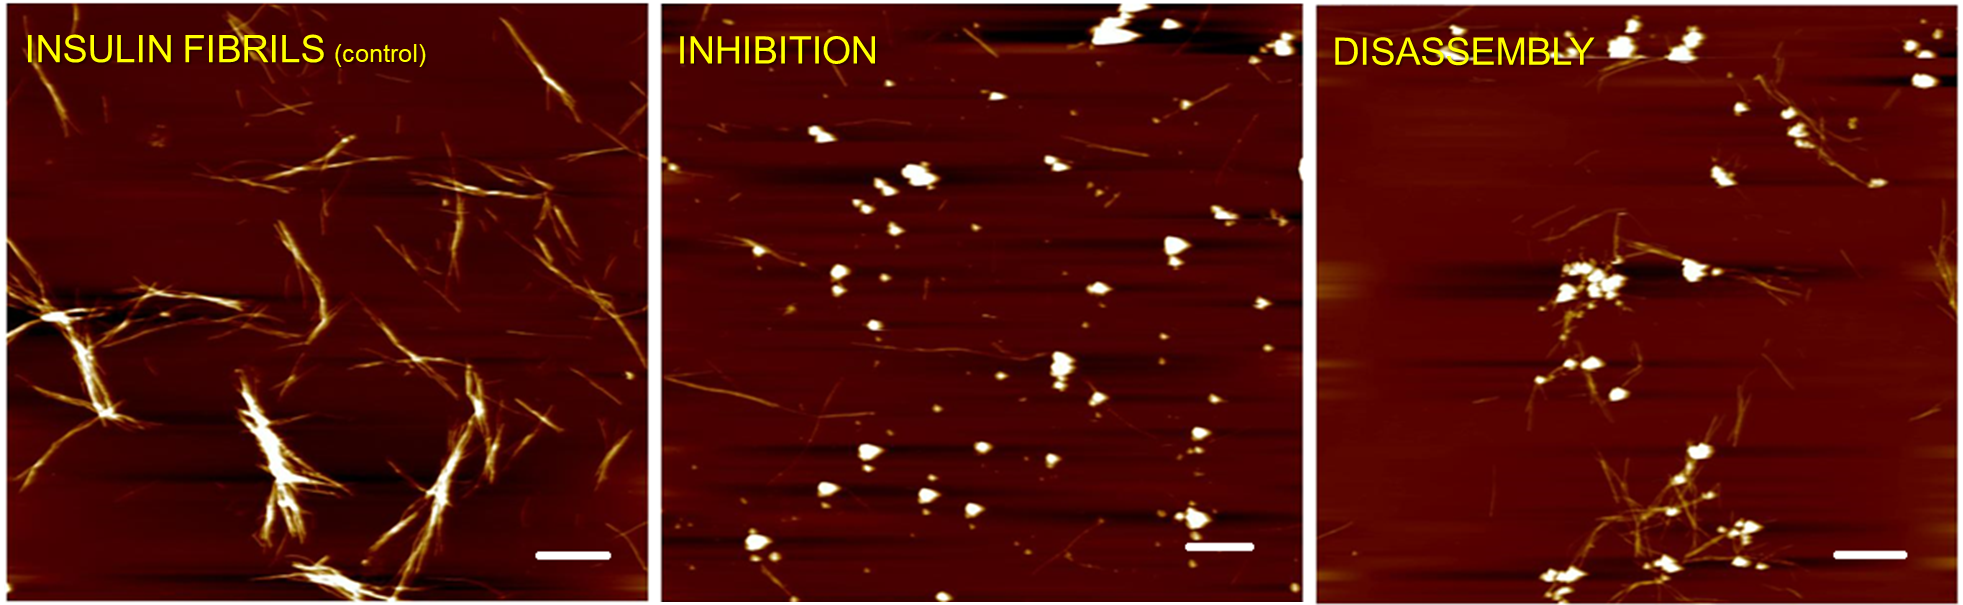 INSULIN FIBRILS (control)
INHIBITION
DISASSEMBLY